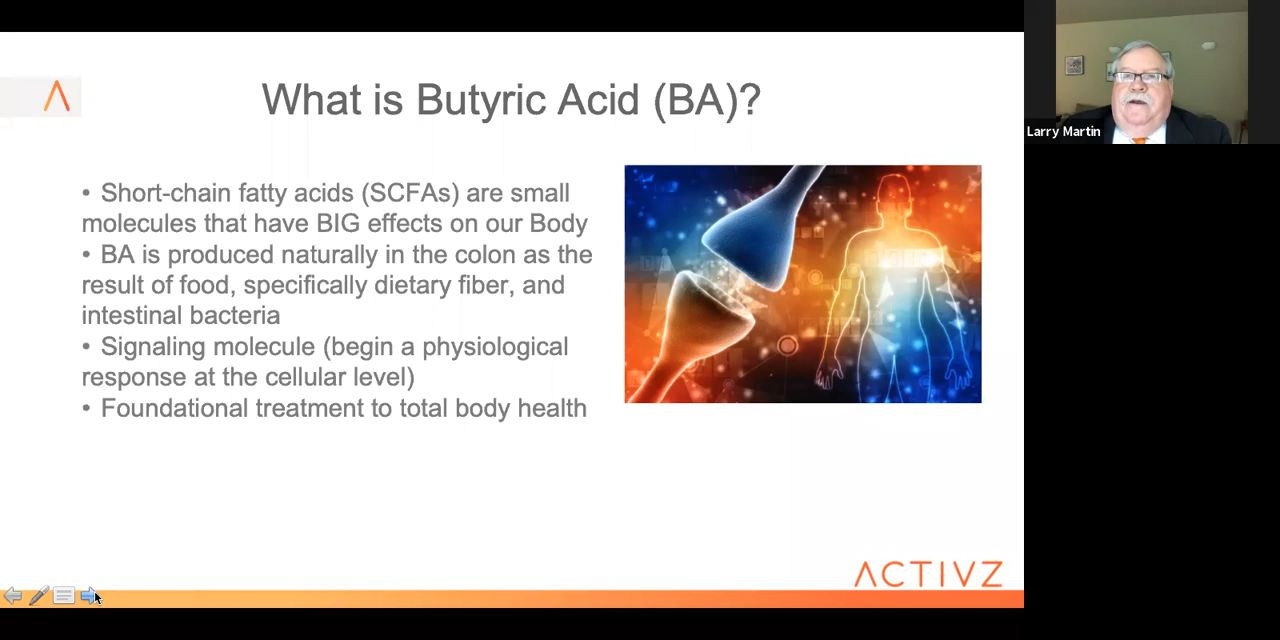 What is Butyric Acid (BA)?
• Short-chain fatty acids (SCFAs) are small
molecules that have BIG effects on our Body
• BA is produced naturally in the colon as the
result of food, specifically dietary fiber, and
intestinal bacteria
• Signaling molecule (begin a physiological
response at the cellular level)
• Foundational treatment to total body health
ACTIVZ
Larry Martin